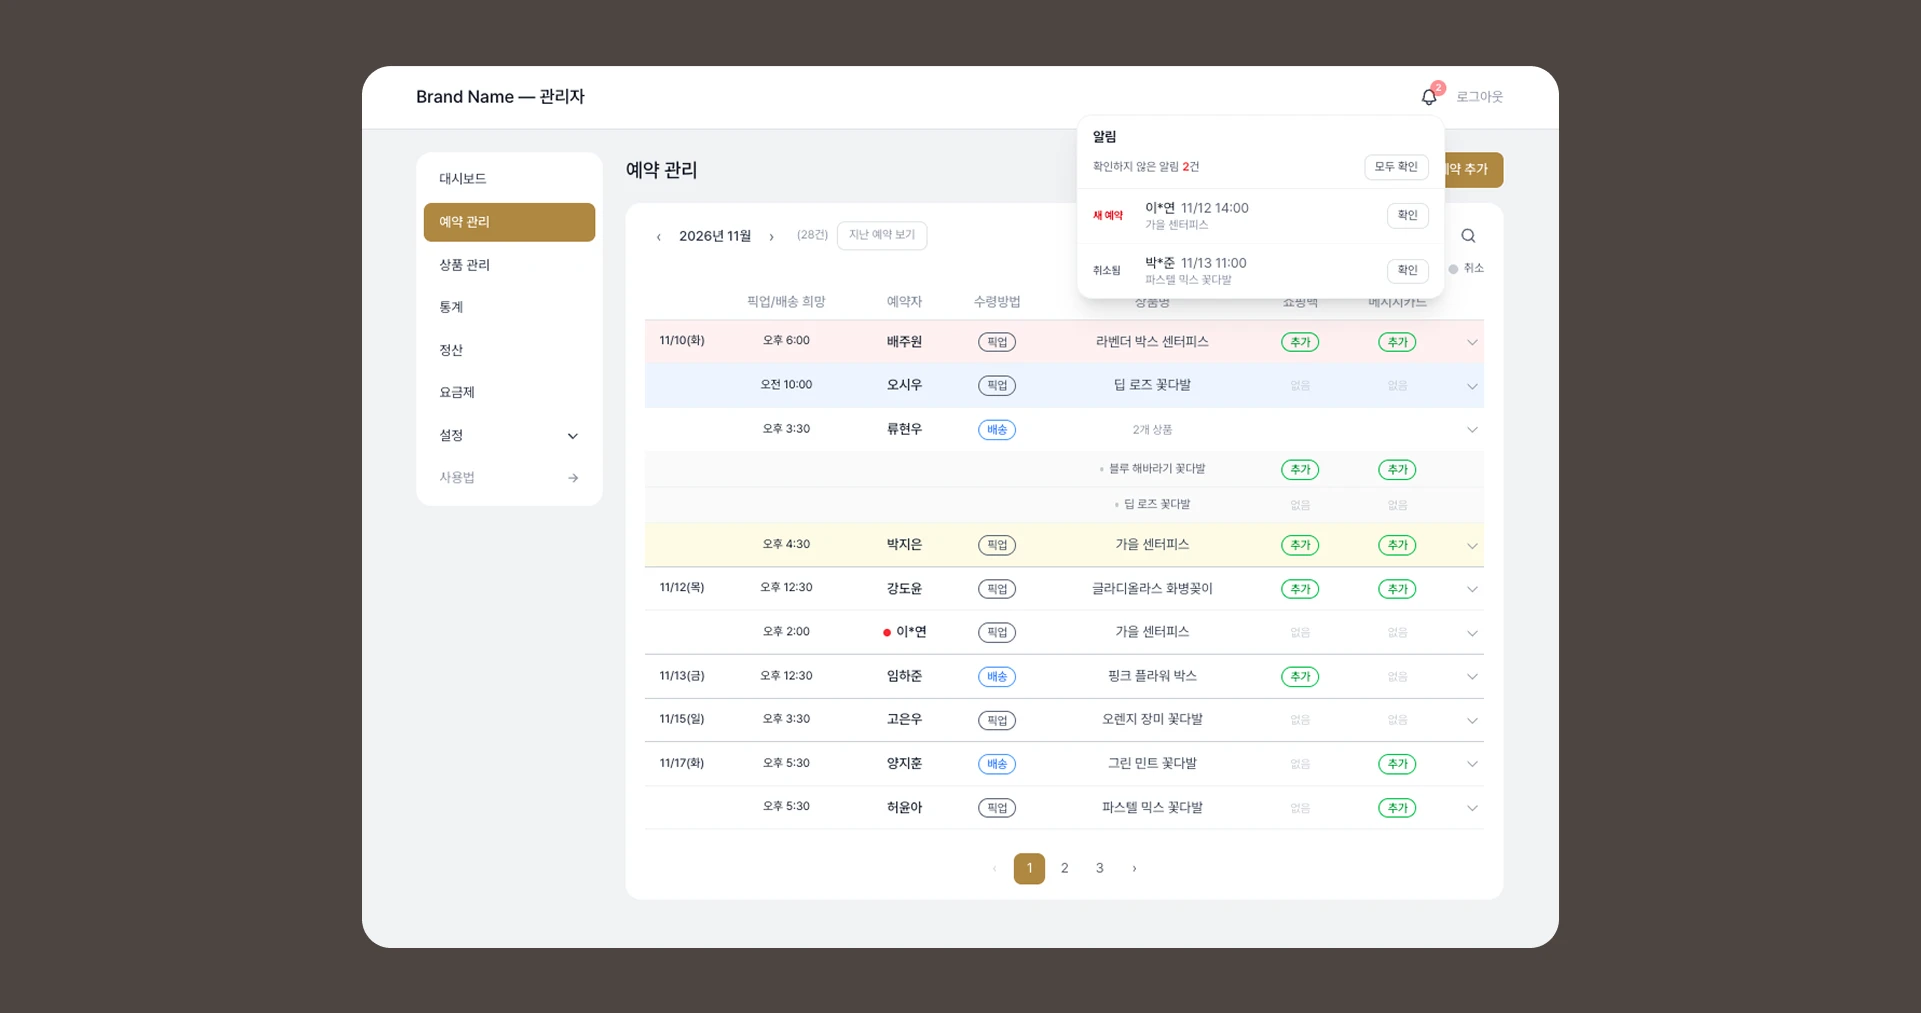 Brand Name — 관리자
2
로그아웃
알림
확인하지 않은 알림 2건
모두 확인
새 예약
이*연 11/12 14:00
가을 센터피스
확인
취소됨
박*준 11/13 11:00
파스텔 믹스 꽃다발
확인
대시보드
예약 관리
상품 관리
통계
정산
요금제
설정
사용법 →
예약 관리
약 추가
‹ 2026년 11월 › (28건) 지난 예약 보기
취소
픽업/배송 희망 예약자 수령방법 상품명 쇼핑백 메시지카드
11/10(화) 오후 6:00 배주원 픽업 라벤더 박스 센터피스 추가 추가
오전 10:00 오시우 픽업 딥 로즈 꽃다발 없음 없음
오후 3:30 류현우 배송 2개 상품
블루 해바라기 꽃다발 추가 추가
딥 로즈 꽃다발 없음 없음
오후 4:30 박지은 픽업 가을 센터피스 추가 추가
11/12(목) 오후 12:30 강도윤 픽업 글라디올라스 화병꽂이 추가 추가
오후 2:00 이*연 픽업 가을 센터피스 없음 없음
11/13(금) 오후 12:30 임하준 배송 핑크 플라워 박스 추가 없음
11/15(일) 오후 3:30 고은우 픽업 오렌지 장미 꽃다발 없음 없음
11/17(화) 오후 5:30 양지훈 배송 그린 민트 꽃다발 없음 추가
오후 5:30 허윤아 픽업 파스텔 믹스 꽃다발 없음 추가
‹ 1 2 3 ›